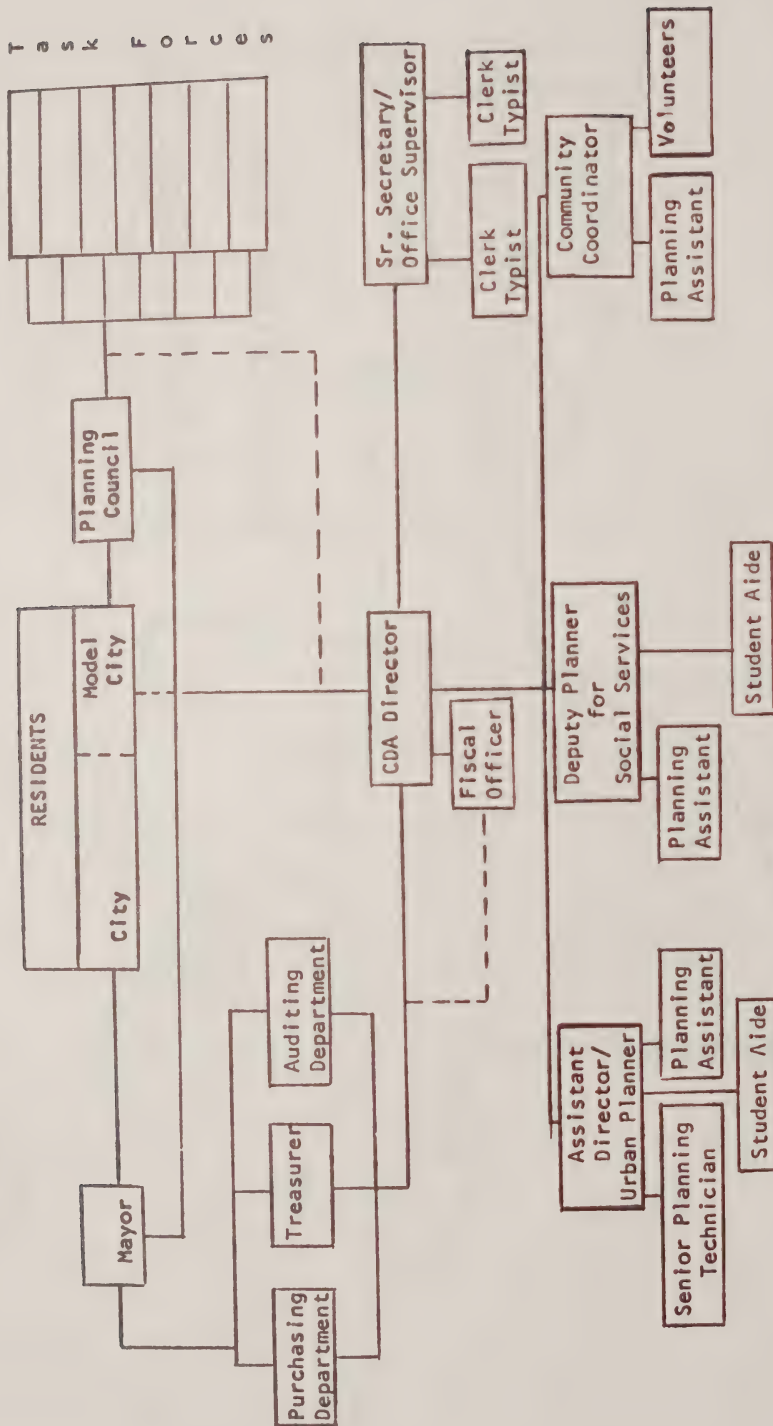 RESIDENTS
City
Model
City
Mayor
Planning
Council
Task Forces
Purchasing
Department
Treasurer
Auditing
Department
CDA Director
Fiscal
Officer
Sr. Secretary/
Office Supervisor
Clerk
Typist
Clerk
Typist
Assistant
Director/
Urban Planner
Senior Planning
Technician
Planning
Assistant
Student Aide
Deputy Planner
for
Social Services
Planning
Assistant
Student Aide
Community
Coordinator
Planning
Assistant
Volunteers